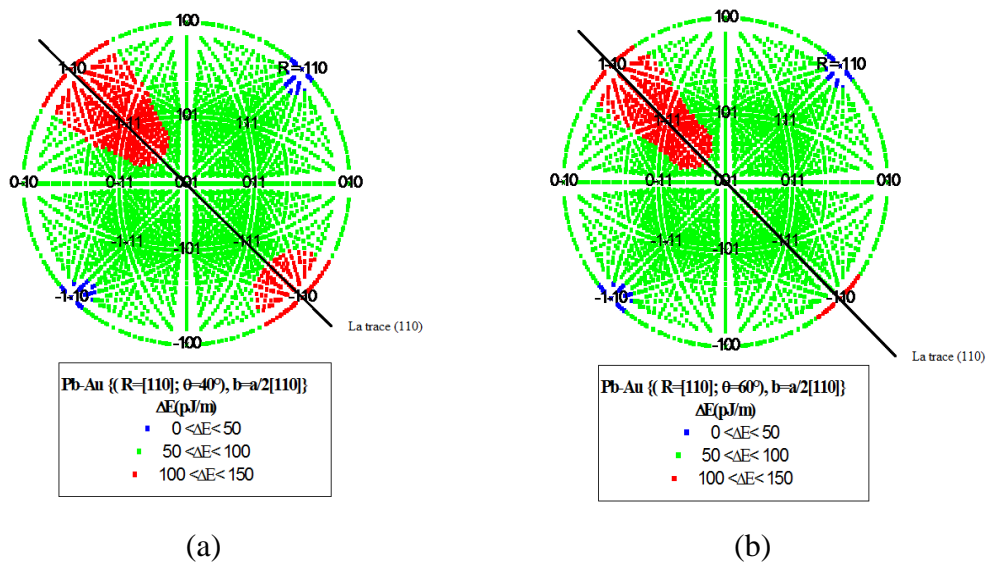 100
1-10
R=110
101
1-11
111
0-10
0-11
001
011
010
-1-11
-101
-111
-1-10
-110
-100
La trace (110)
Pb-Au {( R=[110]; θ=40°), b=a/2[110]}
ΔE(pJ/m)
0 <ΔE< 50
50 <ΔE< 100
100 <ΔE< 150
(a)
100
1-10
R=110
101
1-11
111
0-10
0-11
001
011
010
-1-11
-101
-111
-1-10
-110
-100
La trace (110)
Pb-Au {( R=[110]; θ=60°), b=a/2[110]}
ΔE(pJ/m)
0 <ΔE< 50
50 <ΔE< 100
100 <ΔE< 150
(b)